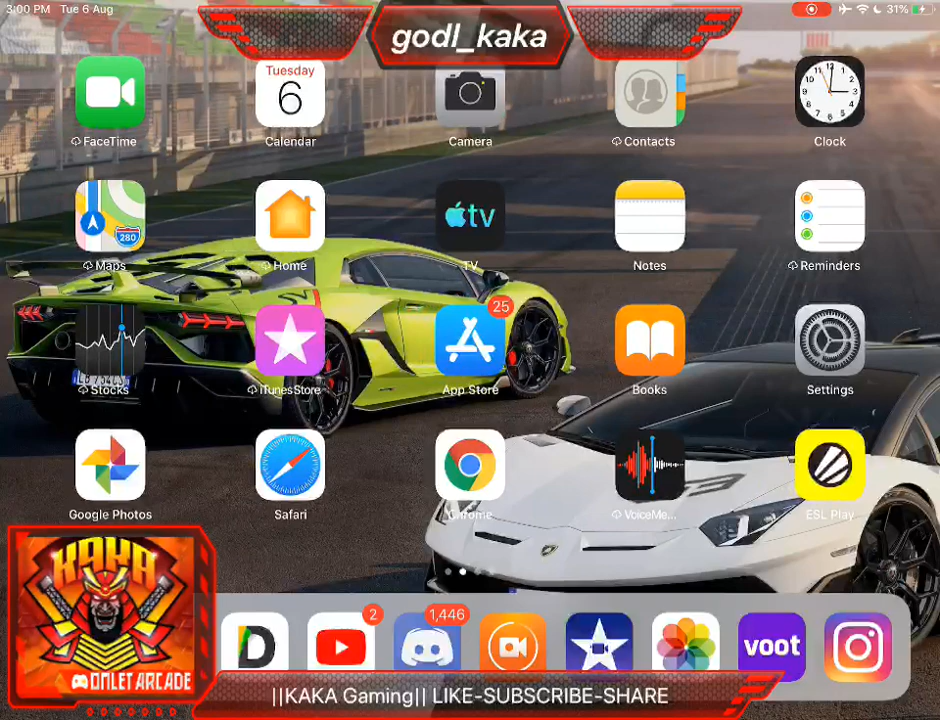 3:00 PM Tue 6 Aug
31%
godl_kaka
FaceTime
Tuesday
6
Calendar
Camera
Contacts
12
Clock
280
Maps
Home
tv
TV
Notes
Reminders
Stocks
iTunes Store
25
App Store
Books
Settings
Google Photos
Safari
Chrome
VoiceMe...
ESL Play
KAKA
OMLET ARCADE
D
2
1,446
voot
||KAKA Gaming|| LIKE-SUBSCRIBE-SHARE